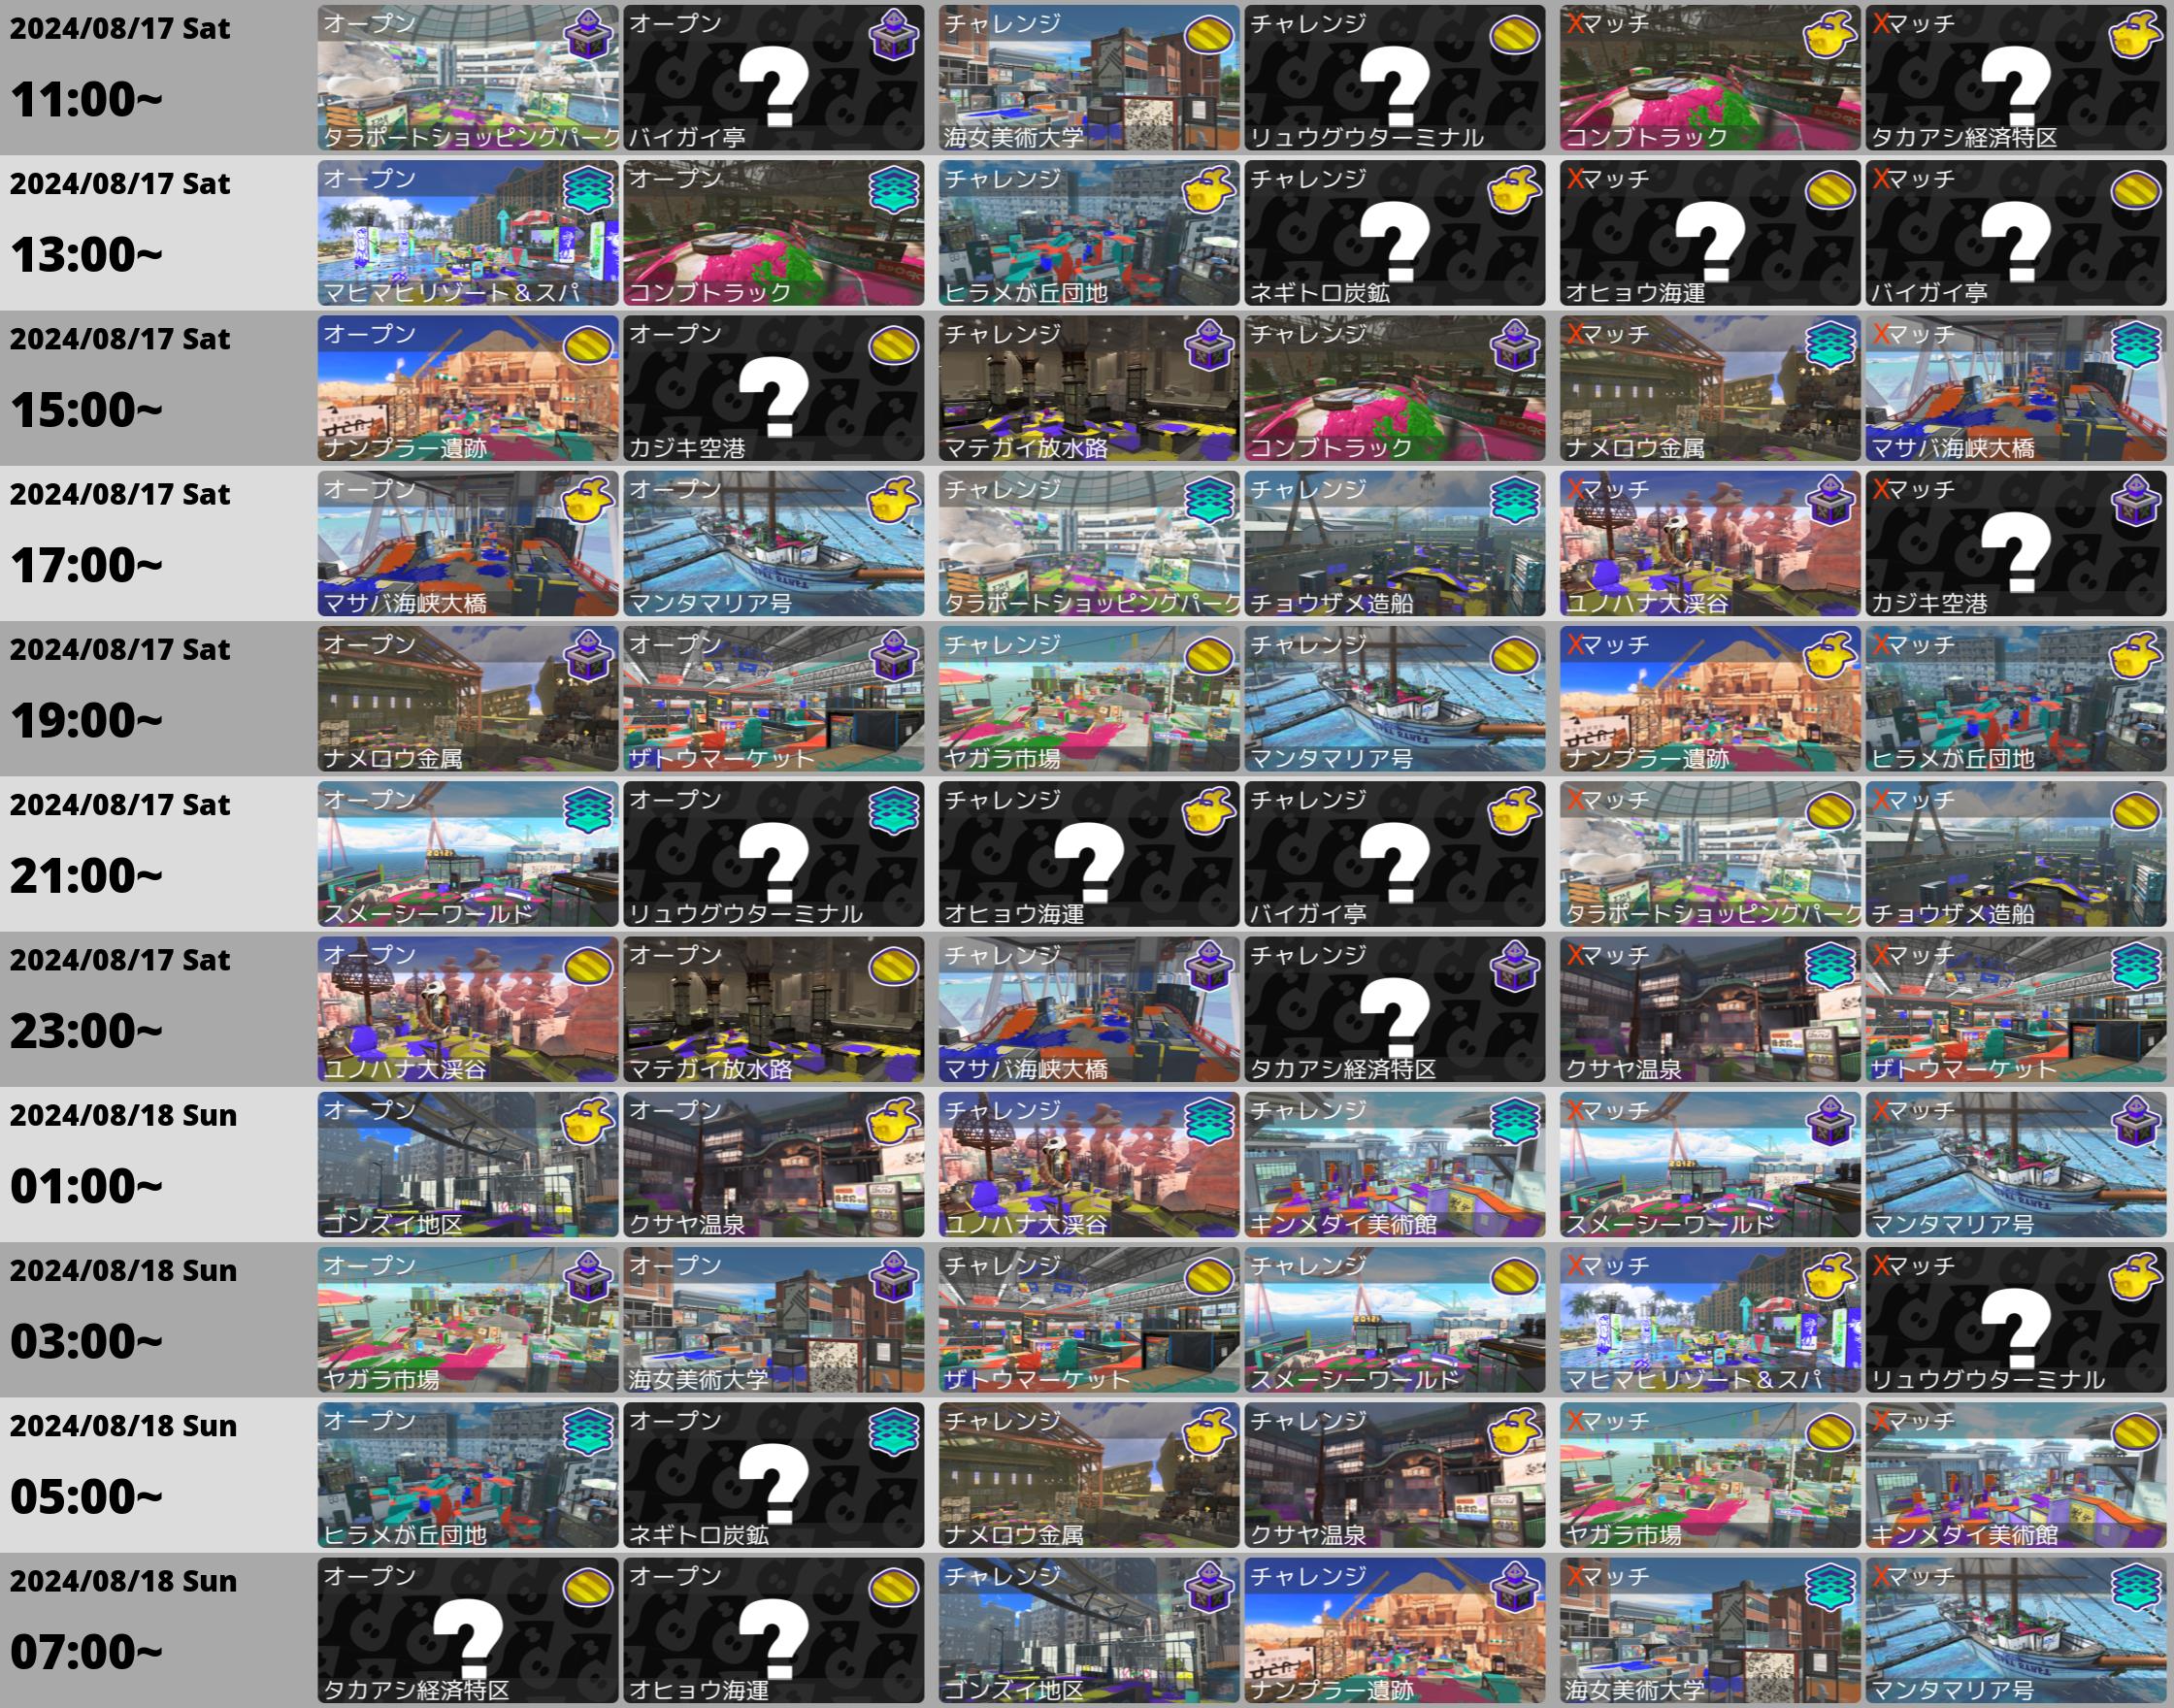 2024/08/17 Sat
11:00~
オープン
タラポートショッピングパーク
オープン
バイガイ亭
チャレンジ
海女美術大学
チャレンジ
リュウグウターミナル
Xマッチ
コンブトラック
Xマッチ
タカアシ経済特区
2024/08/17 Sat
13:00~
オープン
マヒマヒリゾート&スパ
オープン
コンブトラック
チャレンジ
ヒラメが丘団地
チャレンジ
ネギトロ炭鉱
Xマッチ
オヒョウ海運
Xマッチ
バイガイ亭
2024/08/17 Sat
15:00~
オープン
ナンプラー遺跡
オープン
カジキ空港
チャレンジ
マテガイ放水路
チャレンジ
コンブトラック
Xマッチ
ナメロウ金属
Xマッチ
マサバ海峡大橋
2024/08/17 Sat
17:00~
オープン
マサバ海峡大橋
オープン
マンタマリア号
チャレンジ
タラポートショッピングパーク
チャレンジ
チョウザメ造船
Xマッチ
ユノハナ大渓谷
Xマッチ
カジキ空港
2024/08/17 Sat
19:00~
オープン
ナメロウ金属
オープン
ザトウマーケット
チャレンジ
ヤガラ市場
チャレンジ
マンタマリア号
Xマッチ
ナンプラー遺跡
Xマッチ
ヒラメが丘団地
2024/08/17 Sat
21:00~
オープン
スメーシーワールド
オープン
リュウグウターミナル
チャレンジ
オヒョウ海運
チャレンジ
バイガイ亭
Xマッチ
タラポートショッピングパーク
Xマッチ
チョウザメ造船
2024/08/17 Sat
23:00~
オープン
ユノハナ大渓谷
オープン
マテガイ放水路
チャレンジ
マサバ海峡大橋
チャレンジ
タカアシ経済特区
Xマッチ
クサヤ温泉
Xマッチ
ザトウマーケット
2024/08/18 Sun
01:00~
オープン
ゴンズイ地区
オープン
クサヤ温泉
チャレンジ
ユノハナ大渓谷
チャレンジ
キンメダイ美術館
Xマッチ
スメーシーワールド
Xマッチ
マンタマリア号
2024/08/18 Sun
03:00~
オープン
ヤガラ市場
オープン
海女美術大学
チャレンジ
ザトウマーケット
チャレンジ
スメーシーワールド
Xマッチ
マヒマヒリゾート&スパ
Xマッチ
リュウグウターミナル
2024/08/18 Sun
05:00~
オープン
ヒラメが丘団地
オープン
ネギトロ炭鉱
チャレンジ
ナメロウ金属
チャレンジ
クサヤ温泉
Xマッチ
ヤガラ市場
Xマッチ
キンメダイ美術館
2024/08/18 Sun
07:00~
オープン
タカアシ経済特区
オープン
オヒョウ海運
チャレンジ
ゴンズイ地区
チャレンジ
ナンプラー遺跡
Xマッチ
海女美術大学
Xマッチ
マンタマリア号